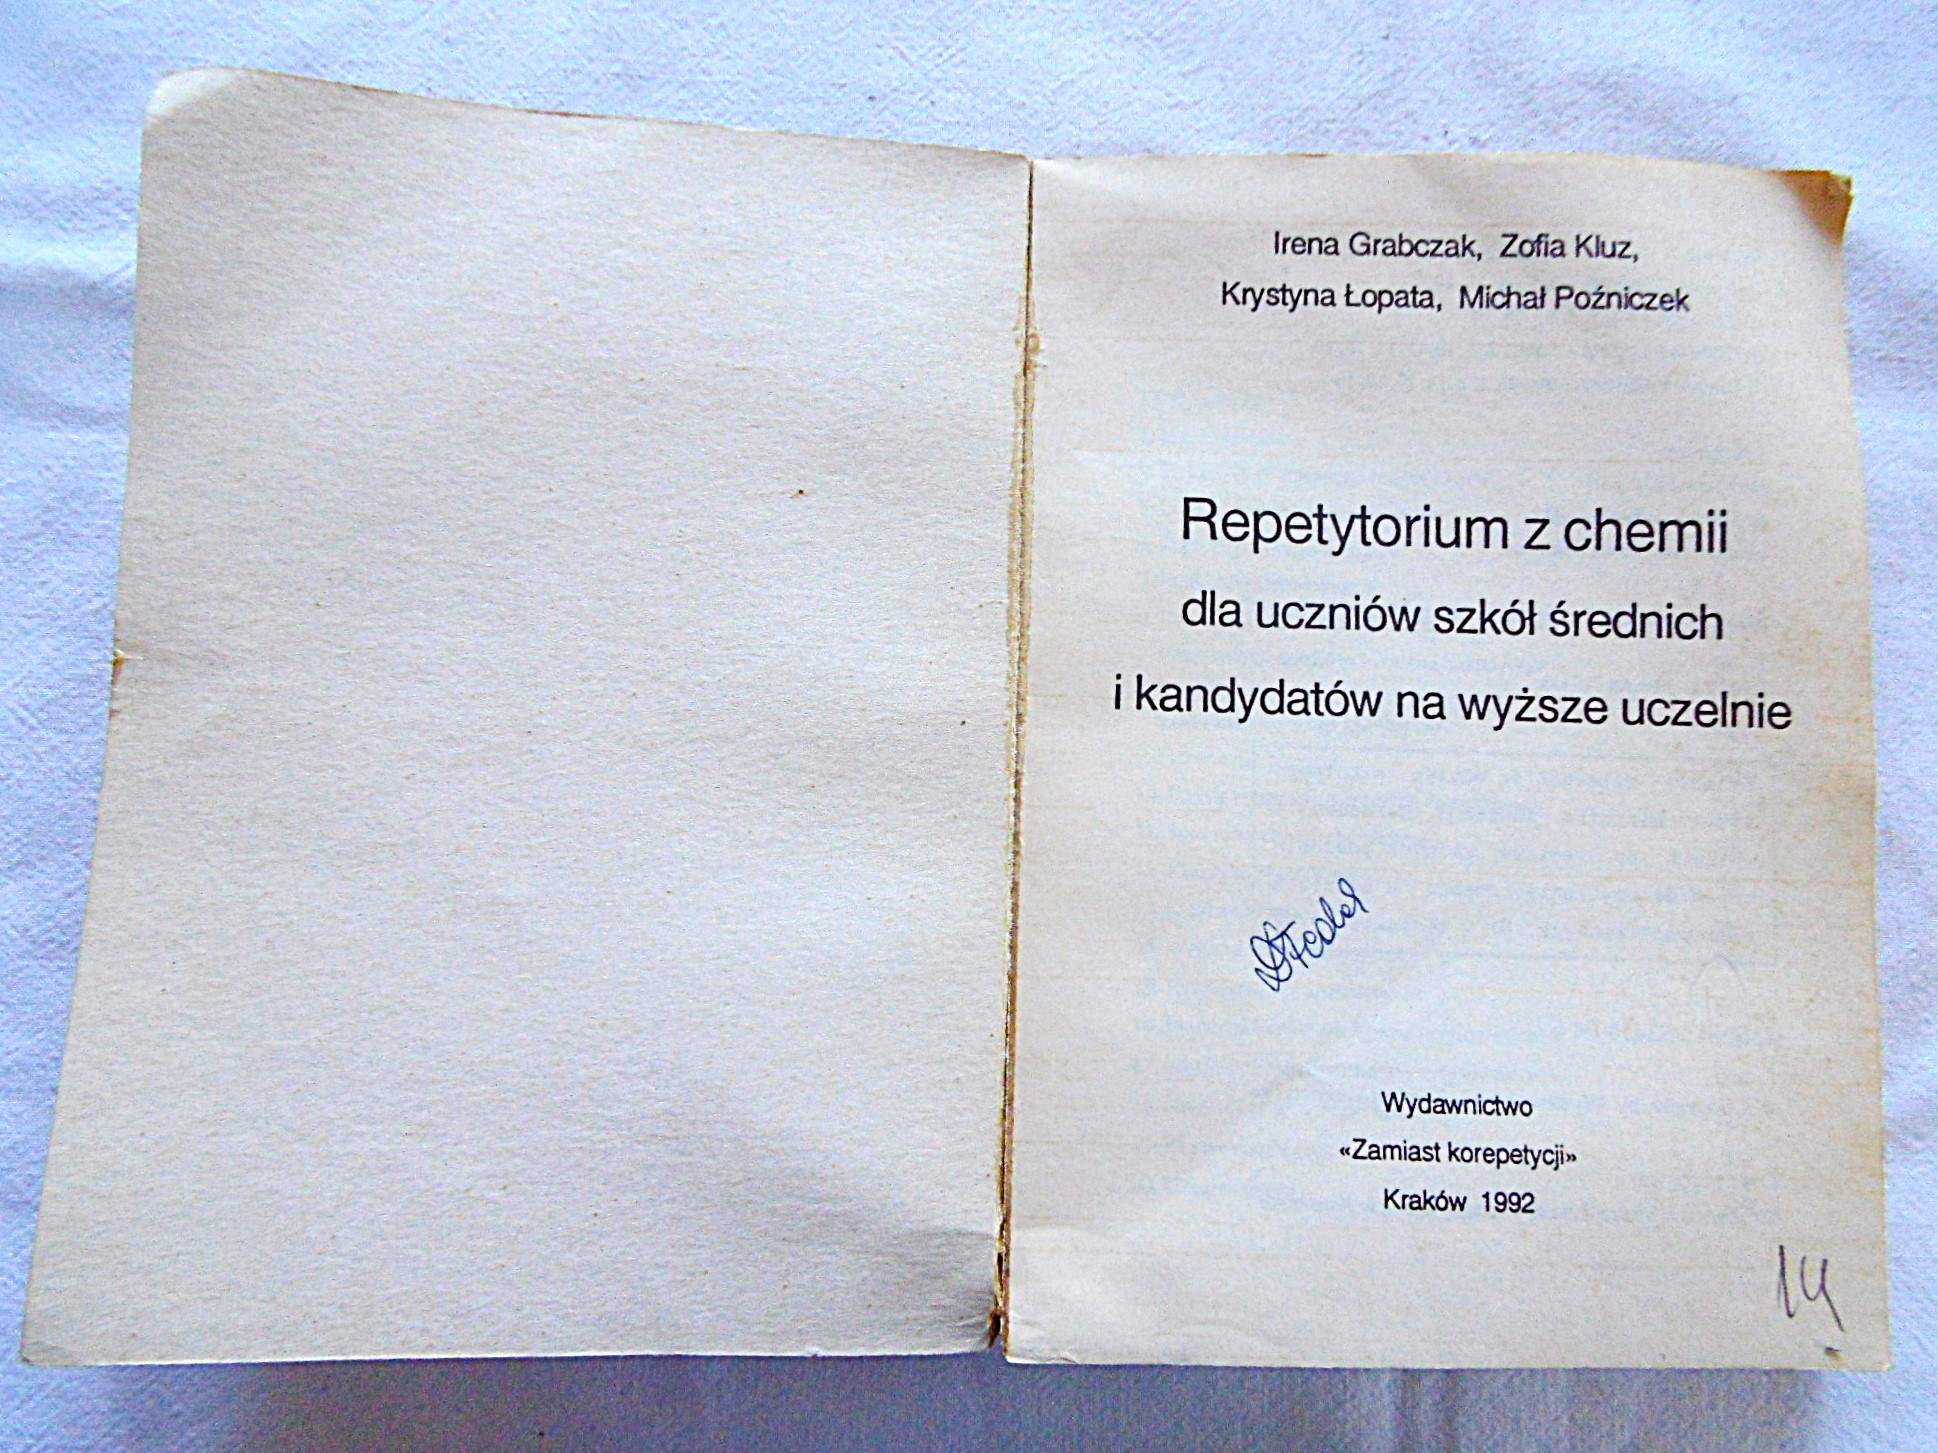 Irena Grabczak, Zofia Kluz,
Krystyna Łopata, Michał Poźniczek
Repetytorium z chemii
dla uczniów szkół średnich
i kandydatów na wyższe uczelnie
Wydawnictwo
«Zamiast korepetycji»
Kraków 1992
14